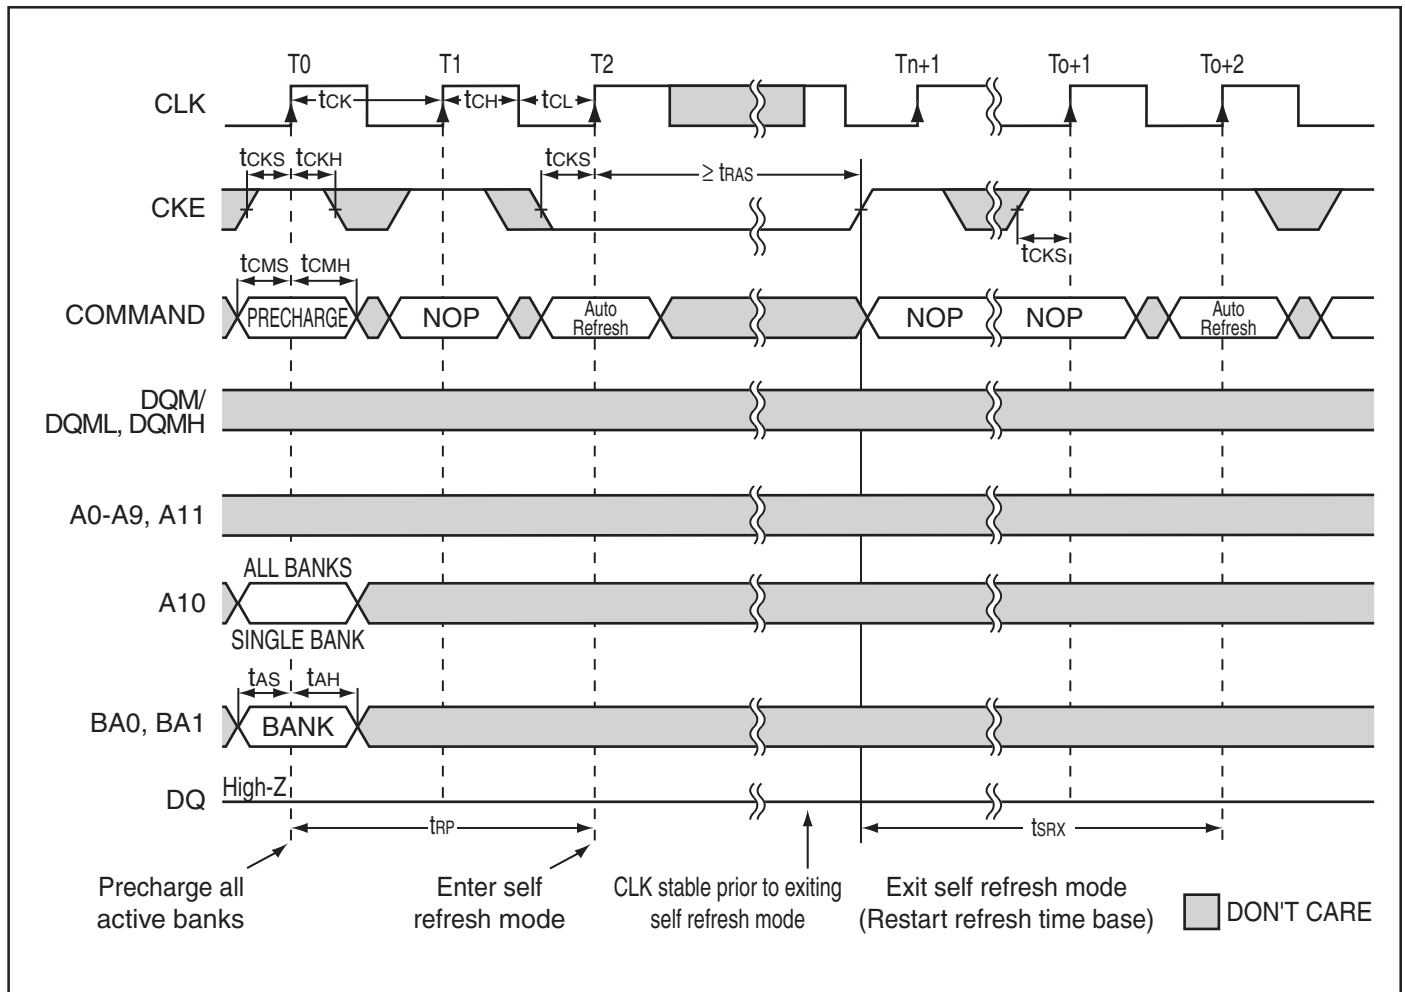 T0 T1 T2 Tn+1 To+1 To+2
CLK
tCK tCH tCL
tCKS tCKH tCKS ≥ tRAS
CKE
tCKS
tCMS tCMH
COMMAND PRECHARGE NOP Auto Refresh NOP NOP Auto Refresh
DQM/
DQML, DQMH
A0-A9, A11
ALL BANKS
A10
SINGLE BANK
tAS tAH
BA0, BA1 BANK
DQ High-Z
tRP tSRX
Precharge all
active banks
Enter self
refresh mode
CLK stable prior to exiting
self refresh mode
Exit self refresh mode
(Restart refresh time base)
DON'T CARE